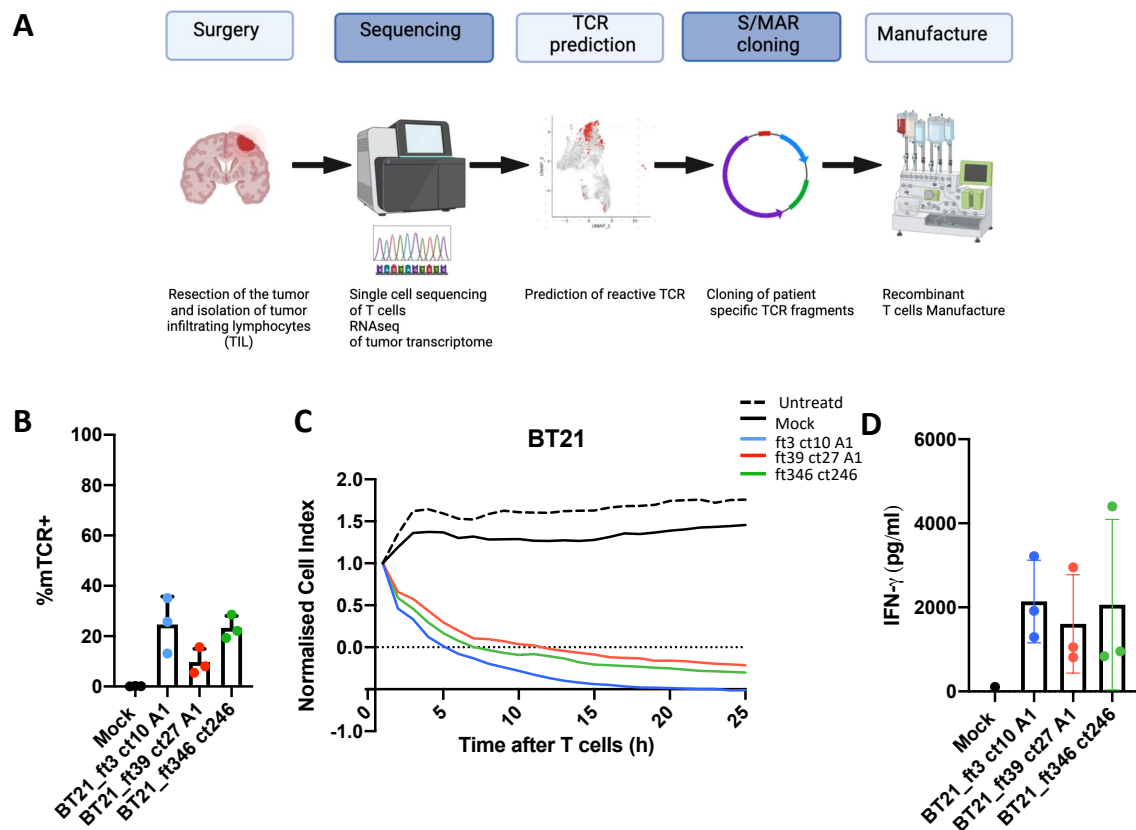 A
Surgery
Sequencing
TCR
prediction
S/MAR
cloning
Manufacture
UMAP_2
UMAP_1
Resection of the tumor
and isolation of tumor
infiltrating lymphocytes
(TIL)
Single cell sequencing
of T cells
RNAseq
of tumor transcriptome
Prediction of reactive TCR
Cloning of patient
specific TCR fragments
Recombinant
T cells Manufacture
B
%mTCR+
100
80
60
40
20
0
Mock
BT21_ft3 ct10 A1
BT21_ft39 ct27 A1
BT21_ft346 ct246
C
BT21
Untreatd
Mock
ft3 ct10 A1
ft39 ct27 A1
ft346 ct246
Normalised Cell Index
2.0
1.5
1.0
0.5
0.0
-1.0
0
5
10
15
20
25
Time after T cells (h)
D
IFN-γ (pg/ml)
6000
4000
2000
0
Mock
BT21_ft3 ct10 A1
BT21_ft39 ct27 A1
BT21_ft346 ct246